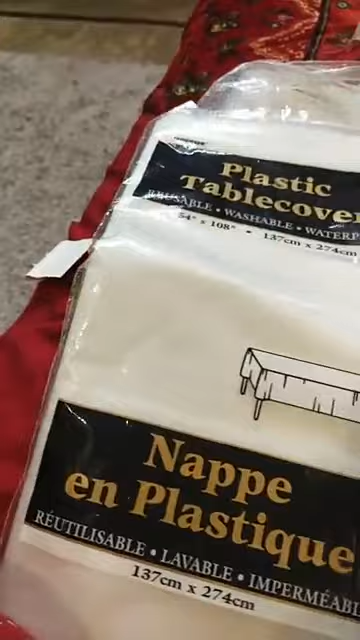 Plastic
Tablecover
REUSABLE • WASHABLE • WATERP
54" x 108" • 137cm x 274cm
Nappe
en Plastique
RÉUTILISABLE • LAVABLE • IMPERMÉABL
137cm x 274cm